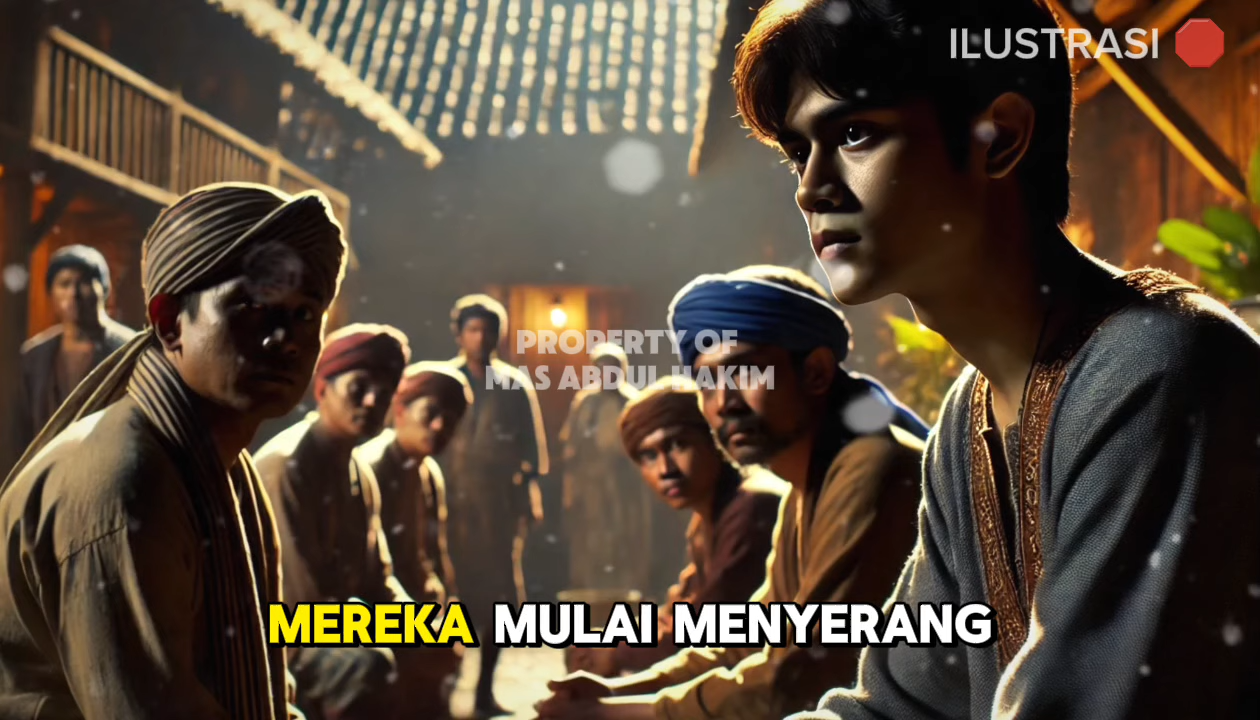 ILUSTRASI
PROPERTY OF
MAS ABDUL HAKIM
MEREKA MULAI MENYERANG